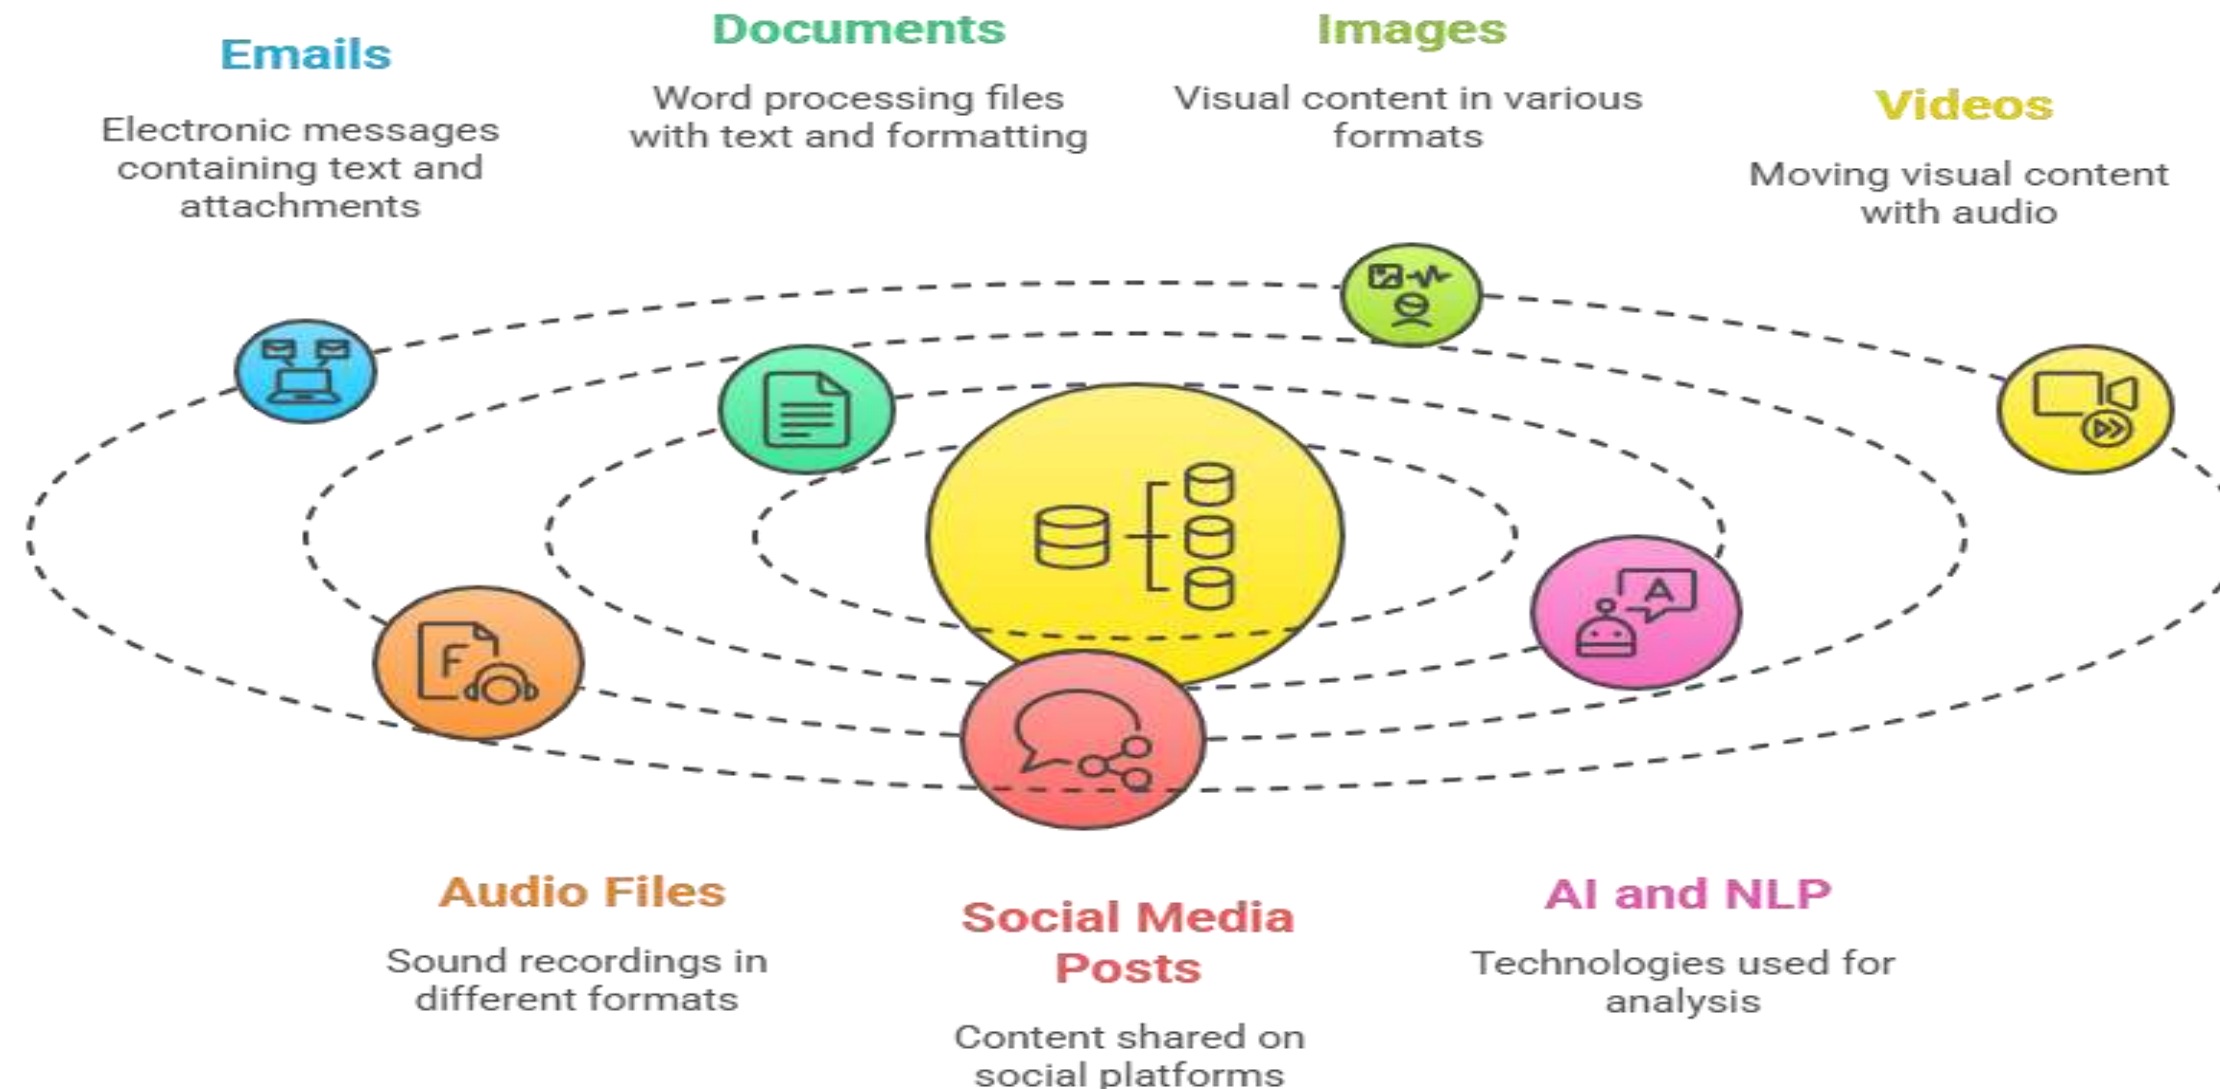 Emails
Electronic messages
containing text and
attachments
Documents
Word processing files
with text and formatting
Images
Visual content in various
formats
Videos
Moving visual content
with audio
F
A
Audio Files
Sound recordings in
different formats
Social Media
Posts
Content shared on
social platforms
AI and NLP
Technologies used for
analysis